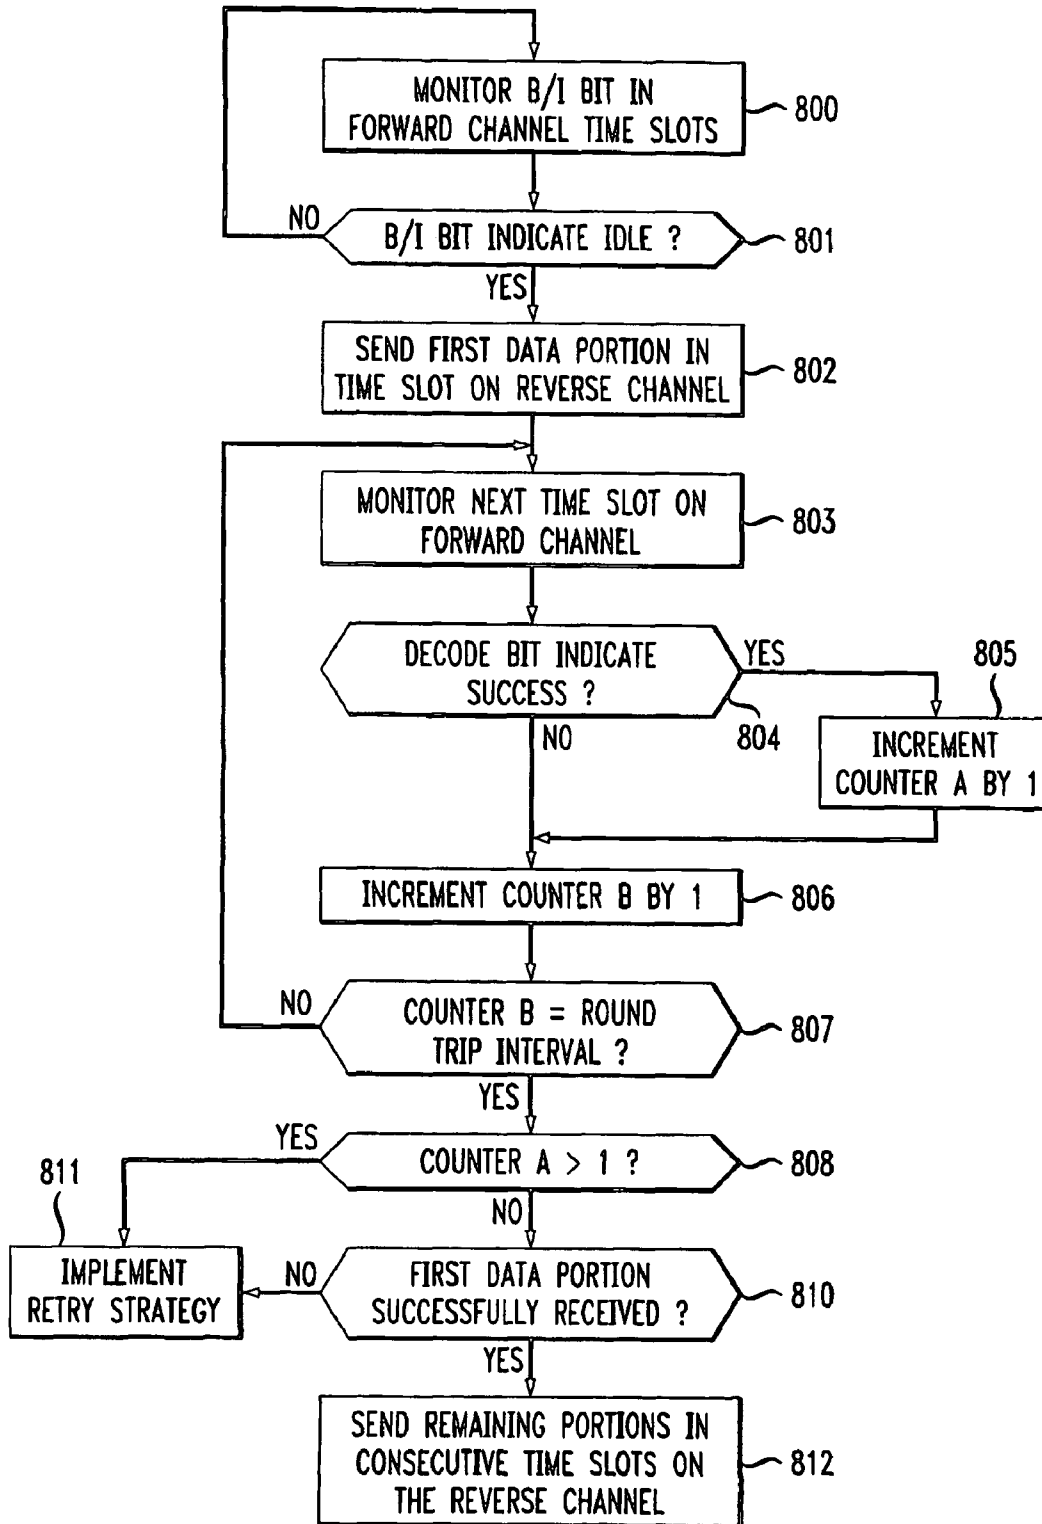 MONITOR B/I BIT IN
FORWARD CHANNEL TIME SLOTS
800
NO
B/I BIT INDICATE IDLE ?
801
YES
SEND FIRST DATA PORTION IN
TIME SLOT ON REVERSE CHANNEL
802
MONITOR NEXT TIME SLOT ON
FORWARD CHANNEL
803
DECODE BIT INDICATE
SUCCESS ?
YES
804
805
NO
INCREMENT
COUNTER A BY 1
INCREMENT COUNTER B BY 1
806
NO
COUNTER B = ROUND
TRIP INTERVAL ?
807
YES
YES
COUNTER A > 1 ?
808
811
NO
IMPLEMENT
RETRY STRATEGY
NO
FIRST DATA PORTION
SUCCESSFULLY RECEIVED ?
810
YES
SEND REMAINING PORTIONS IN
CONSECUTIVE TIME SLOTS ON
THE REVERSE CHANNEL
812